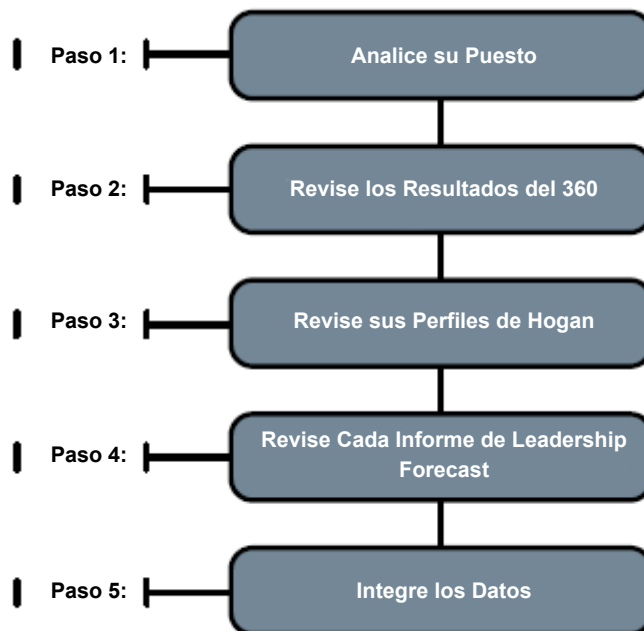 Paso 1:
Analice su Puesto
Paso 2:
Revise los Resultados del 360
Paso 3:
Revise sus Perfiles de Hogan
Paso 4:
Revise Cada Informe de Leadership
Forecast
Paso 5:
Integre los Datos